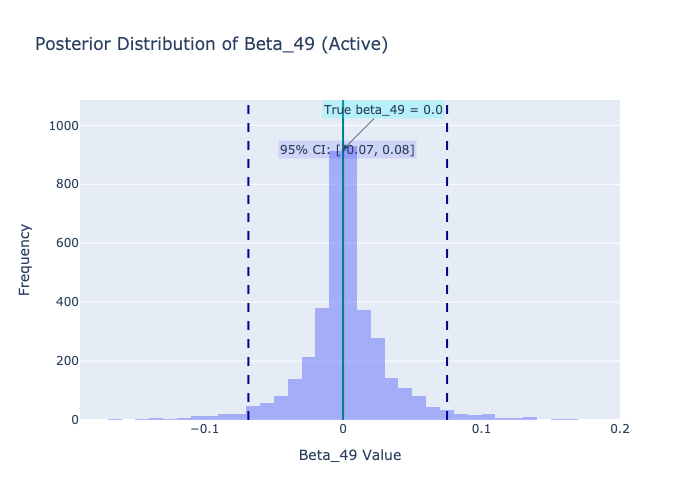 Posterior Distribution of Beta_49 (Active)
True beta_49 = 0.0
95% CI: [-0.07, 0.08]
Frequency
1000
800
600
400
200
0
−0.1
0
0.1
0.2
Beta_49 Value